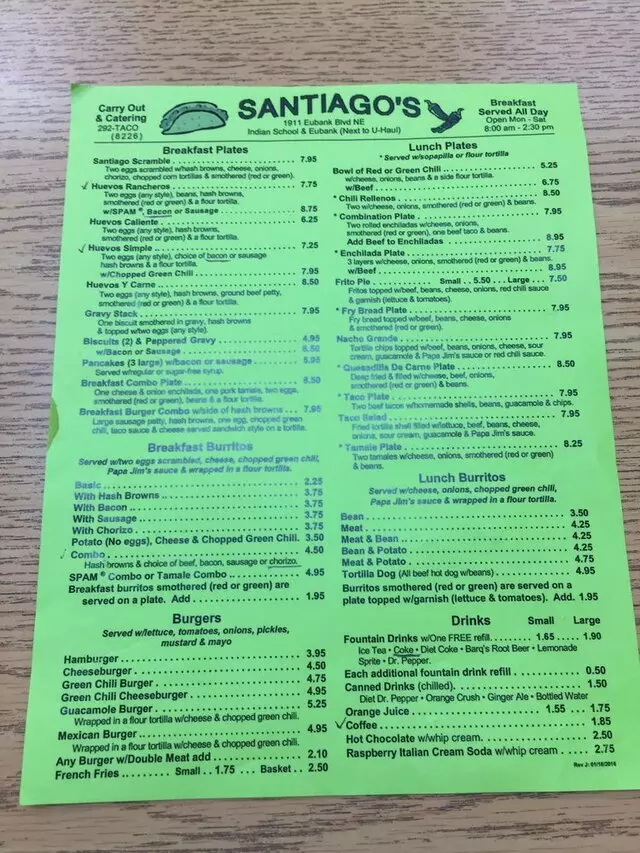 Carry Out
& Catering
292-TACO
(8226)
SANTIAGO'S
1911 Eubank Blvd NE
Indian School & Eubank (Next to U-Haul)
Breakfast
Served All Day
Open Mon - Sat
8:00 am - 2:30 pm
Breakfast Plates
Santiago Scramble 7.95
Two eggs scrambled w/hash browns, cheese, onions,
chorizo, chopped corn tortillas & smothered (red or green).
Huevos Rancheros 7.75
Two eggs (any style), beans, hash browns,
smothered (red or green) & a flour tortilla.
w/SPAM®, Bacon or Sausage 8.75
Huevos Caliente 6.25
Two eggs (any style), hash browns,
smothered (red or green) & a flour tortilla.
Huevos Simple 7.25
Two eggs (any style), choice of bacon or sausage
hash browns & a flour tortilla.
w/Chopped Green Chili 7.95
Huevos Y Carne 8.50
Two eggs (any style), hash browns, ground beef patty,
smothered (red or green) & a flour tortilla.
Gravy Stack 7.95
One biscuit smothered in gravy, hash browns
& topped w/two eggs (any style).
Biscuits (2) & Peppered Gravy 4.95
w/Bacon or Sausage 6.50
Pancakes (3 large) w/bacon or sausage 5.95
Served w/regular or sugar-free syrup.
Breakfast Combo Plate 8.50
One cheese & onion enchilada, one pork tamale, two eggs,
smothered (red or green), beans & a flour tortilla.
Breakfast Burger Combo w/side of hash browns 7.95
Large sausage patty, hash browns, one egg, chopped green
chili, taco sauce & cheese served sandwich style on a tortilla.
Breakfast Burritos
Served w/two eggs scrambled, cheese, chopped green chili,
Papa Jim's sauce & wrapped in a flour tortilla.
Basic 2.25
With Hash Browns 3.75
With Bacon 3.75
With Sausage 3.75
With Chorizo 3.75
Potato (No eggs), Cheese & Chopped Green Chili. 3.50
Combo 4.50
Hash browns & choice of beef, bacon, sausage or chorizo.
SPAM® Combo or Tamale Combo 4.95
Breakfast burritos smothered (red or green) are
served on a plate. Add 1.95
Burgers
Served w/lettuce, tomatoes, onions, pickles,
mustard & mayo
Hamburger 3.95
Cheeseburger 4.50
Green Chili Burger 4.75
Green Chili Cheeseburger 4.95
Guacamole Burger 5.25
Wrapped in a flour tortilla w/cheese & chopped green chili.
Mexican Burger 4.95
Wrapped in a flour tortilla w/cheese & chopped green chili.
Any Burger w/Double Meat add 2.10
French Fries Small . . 1.75 ... Basket . . 2.50
Lunch Plates
* Served w/sopapilla or flour tortilla
Bowl of Red or Green Chili 5.25
w/cheese, onions, beans & a side flour tortilla.
w/Beef 6.75
* Chili Rellenos 8.50
Two w/cheese, onions, smothered (red or green) & beans.
* Combination Plate 7.95
Two rolled enchiladas w/cheese, onions,
smothered (red or green), one beef taco & beans.
Add Beef to Enchiladas 8.95
* Enchilada Plate 7.75
3 layers w/cheese, onions, smothered (red or green) & beans.
w/Beef 8.95
Frito Pie Small . . 5.50 . . . Large . . 7.50
Fritos topped w/beef, beans, cheese, onions, red chili sauce
& garnish (lettuce & tomatoes).
* Fry Bread Plate 7.95
Fry bread topped w/beef, beans, cheese, onions
& smothered (red or green).
Nacho Grande 7.95
Tortilla chips topped w/beef, beans, onions, cheese, sour
cream, guacamole & Papa Jim's sauce or red chili sauce.
* Quesadilla De Carne Plate 8.50
Deep fried & filled w/cheese, beef, onions,
smothered (red or green) & beans.
* Taco Plate 7.95
Two beef tacos w/homemade shells, beans, guacamole & chips.
Taco Salad 7.95
Fried tortilla shell filled w/lettuce, beef, beans, cheese,
onions, sour cream, guacamole & Papa Jim's sauce.
* Tamale Plate 8.25
Two tamales w/cheese, onions, smothered (red or green)
& beans.
Lunch Burritos
Served w/cheese, onions, chopped green chili,
Papa Jim's sauce & wrapped in a flour tortilla.
Bean 3.50
Meat 4.25
Meat & Bean 4.25
Bean & Potato 4.25
Meat & Potato 4.75
Tortilla Dog (All beef hot dog w/beans) 4.95
Burritos smothered (red or green) are served on a
plate topped w/garnish (lettuce & tomatoes). Add. 1.95
Drinks Small Large
Fountain Drinks w/One FREE refill 1.65 1.90
Ice Tea • Coke • Diet Coke • Barq's Root Beer • Lemonade
Sprite • Dr. Pepper.
Each additional fountain drink refill 0.50
Canned Drinks (chilled) 1.50
Diet Dr. Pepper • Orange Crush • Ginger Ale • Bottled Water
Orange Juice 1.55 1.75
Coffee 1.85
Hot Chocolate w/whip cream 2.50
Raspberry Italian Cream Soda w/whip cream 2.75